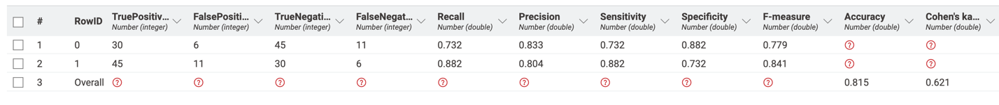 # RowID TruePositiv... FalsePositi... TrueNegati... FalseNegat... Recall Precision Sensitivity Specificity F-measure Accuracy Cohen's ka...
Number (integer) Number (integer) Number (integer) Number (integer) Number (double) Number (double) Number (double) Number (double) Number (double) Number (double) Number (double)
1 0 30 6 45 11 0.732 0.833 0.732 0.882 0.779 ? ?
2 1 45 11 30 6 0.882 0.804 0.882 0.732 0.841 ? ?
3 Overall ? ? ? ? ? ? ? ? ? 0.815 0.621